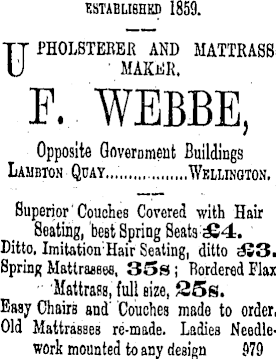 ESTABLISHED 1859.
UPHOLSTERER AND MATTRASS
MAKER.
F. WEBBE,
Opposite Government Buildings
LAMBTON QUAY................WELLINGTON.
Superior Couches Covered with Hair
Seating, best Spring Seats £4.
Ditto, Imitation Hair Seating, ditto £3.
Spring Mattrasses, 35s; Bordered Flax
Mattrass, full size, 25s.
Easy Chairs and Couches made to order.
Old Mattrasses re-made. Ladies Needle-
work mounted to any design 979